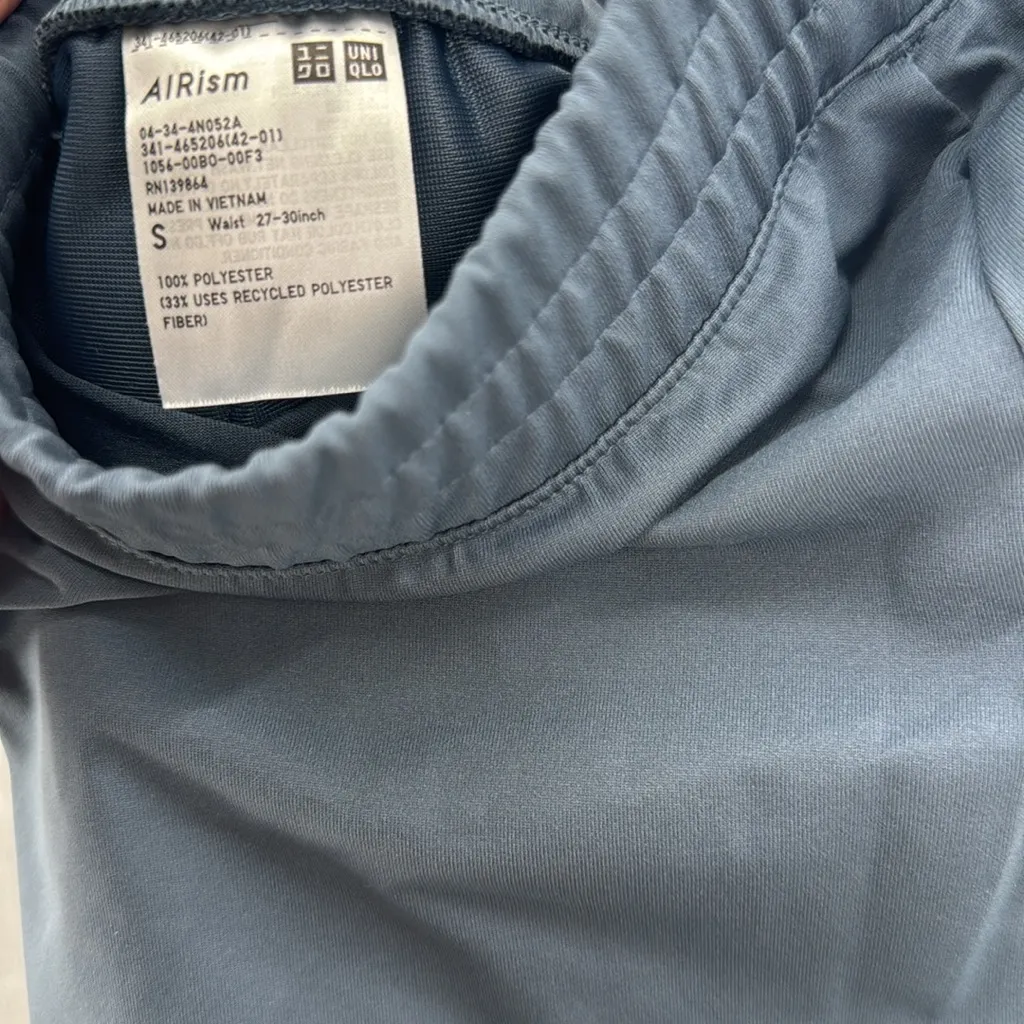 341-465206(42-01)
AIRism
ユニ
クロ
UNI
QLO
04-34-4N052A
341-465206(42-01)
1056-00B0-00F3
RN139864
MADE IN VIETNAM
S Waist 27-30inch
100% POLYESTER
(33% USES RECYCLED POLYESTER
FIBER)